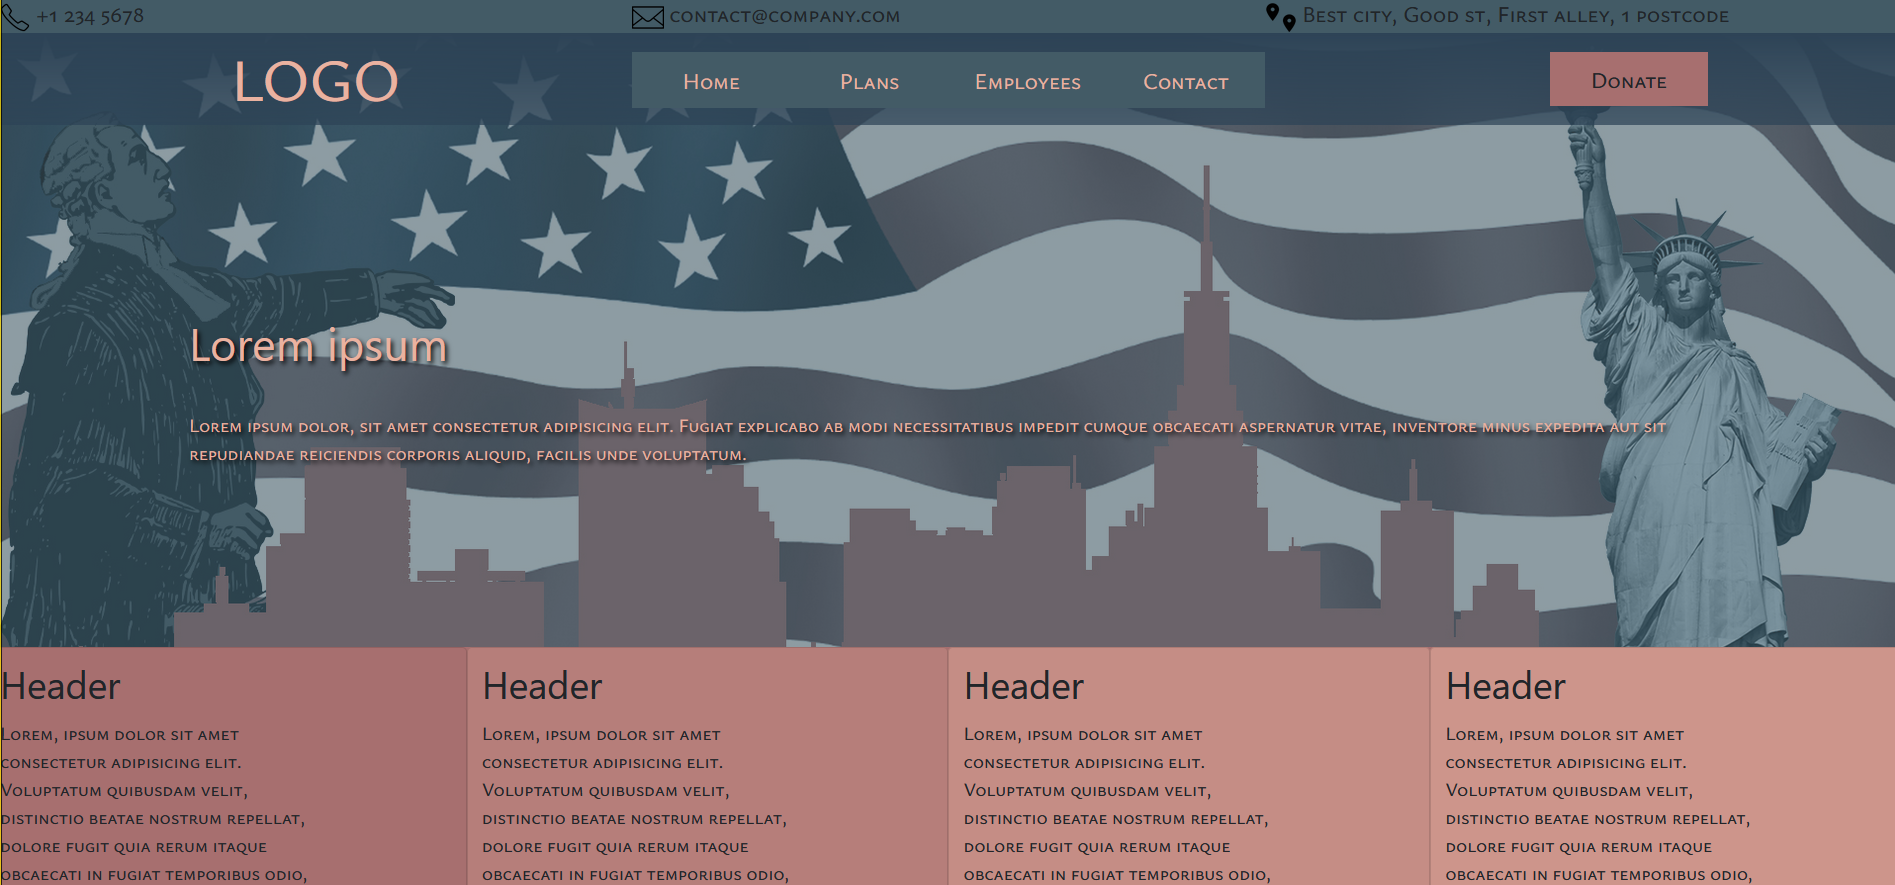 +1 234 5678
contact@company.com
Best city, Good st, First alley, 1 postcode
LOGO
Home
Plans
Employees
Contact
Donate
Lorem ipsum
Lorem ipsum dolor, sit amet consectetur adipisicing elit. Fugiat explicabo ab modi necessitatibus impedit cumque obcaecati aspernatur vitae, inventore minus expedita aut sit
repudiandae reiciendis corporis aliquid, facilis unde voluptatum.
Header
Lorem, ipsum dolor sit amet
consectetur adipisicing elit.
Voluptatum quibusdam velit,
distinctio beatae nostrum repellat,
dolore fugit quia rerum itaque
obcaecati in fugiat temporibus odio,
Header
Lorem, ipsum dolor sit amet
consectetur adipisicing elit.
Voluptatum quibusdam velit,
distinctio beatae nostrum repellat,
dolore fugit quia rerum itaque
obcaecati in fugiat temporibus odio,
Header
Lorem, ipsum dolor sit amet
consectetur adipisicing elit.
Voluptatum quibusdam velit,
distinctio beatae nostrum repellat,
dolore fugit quia rerum itaque
obcaecati in fugiat temporibus odio,
Header
Lorem, ipsum dolor sit amet
consectetur adipisicing elit.
Voluptatum quibusdam velit,
distinctio beatae nostrum repellat,
dolore fugit quia rerum itaque
obcaecati in fugiat temporibus odio,